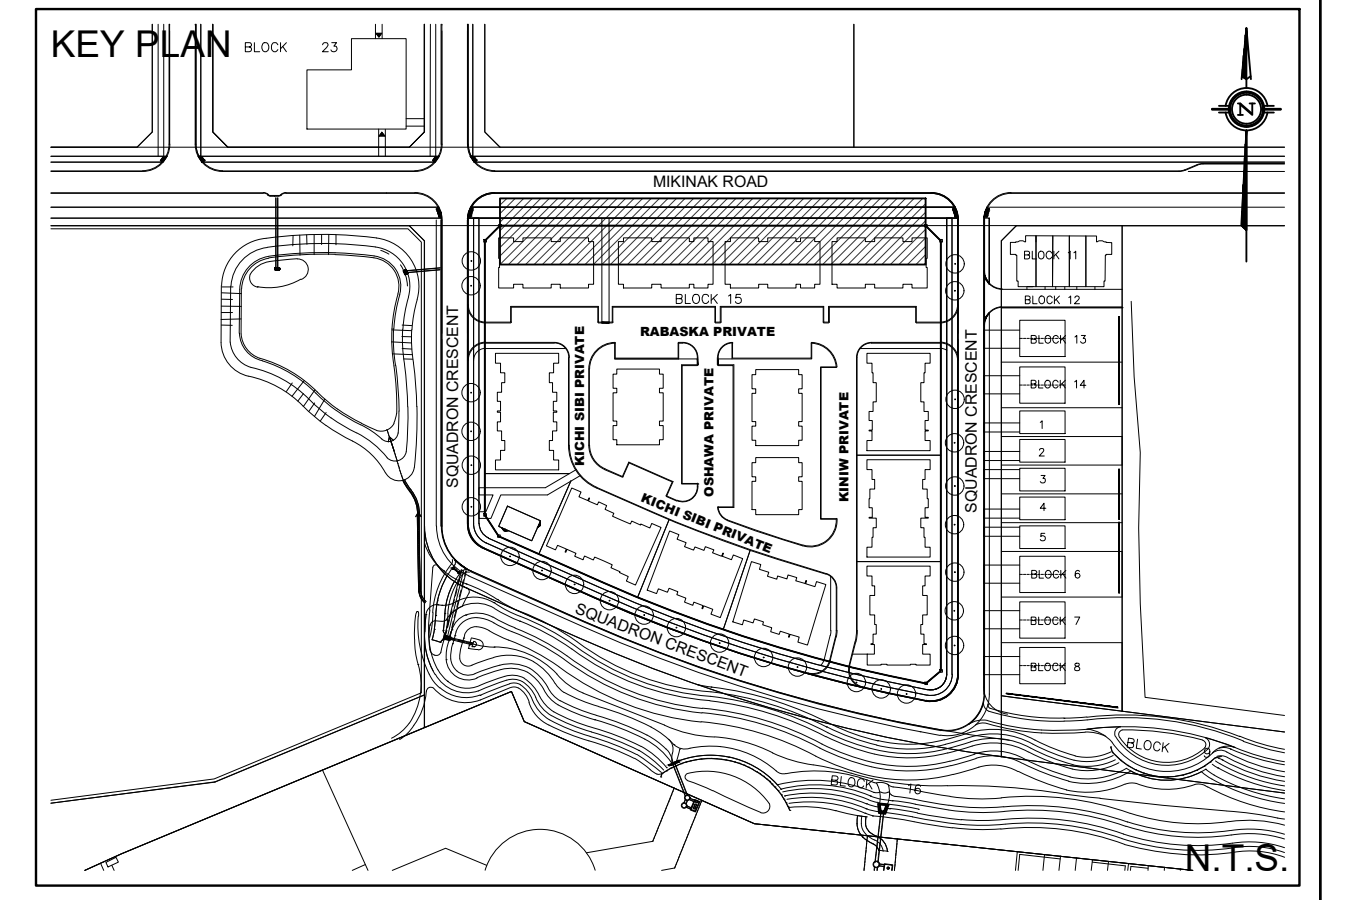 KEY PLAN
BLOCK 23
N
MIKINAK ROAD
BLOCK 11
BLOCK 15
BLOCK 12
RABASKA PRIVATE
BLOCK 13
SQUADRON CRESCENT
KICHI SIBI PRIVATE
OSHAWA PRIVATE
KINIW PRIVATE
SQUADRON CRESCENT
BLOCK 14
1
2
3
4
5
KICHI SIBI PRIVATE
BLOCK 6
SQUADRON CRESCENT
BLOCK 7
BLOCK 8
BLOCK 9
BLOCK 16
N.T.S.